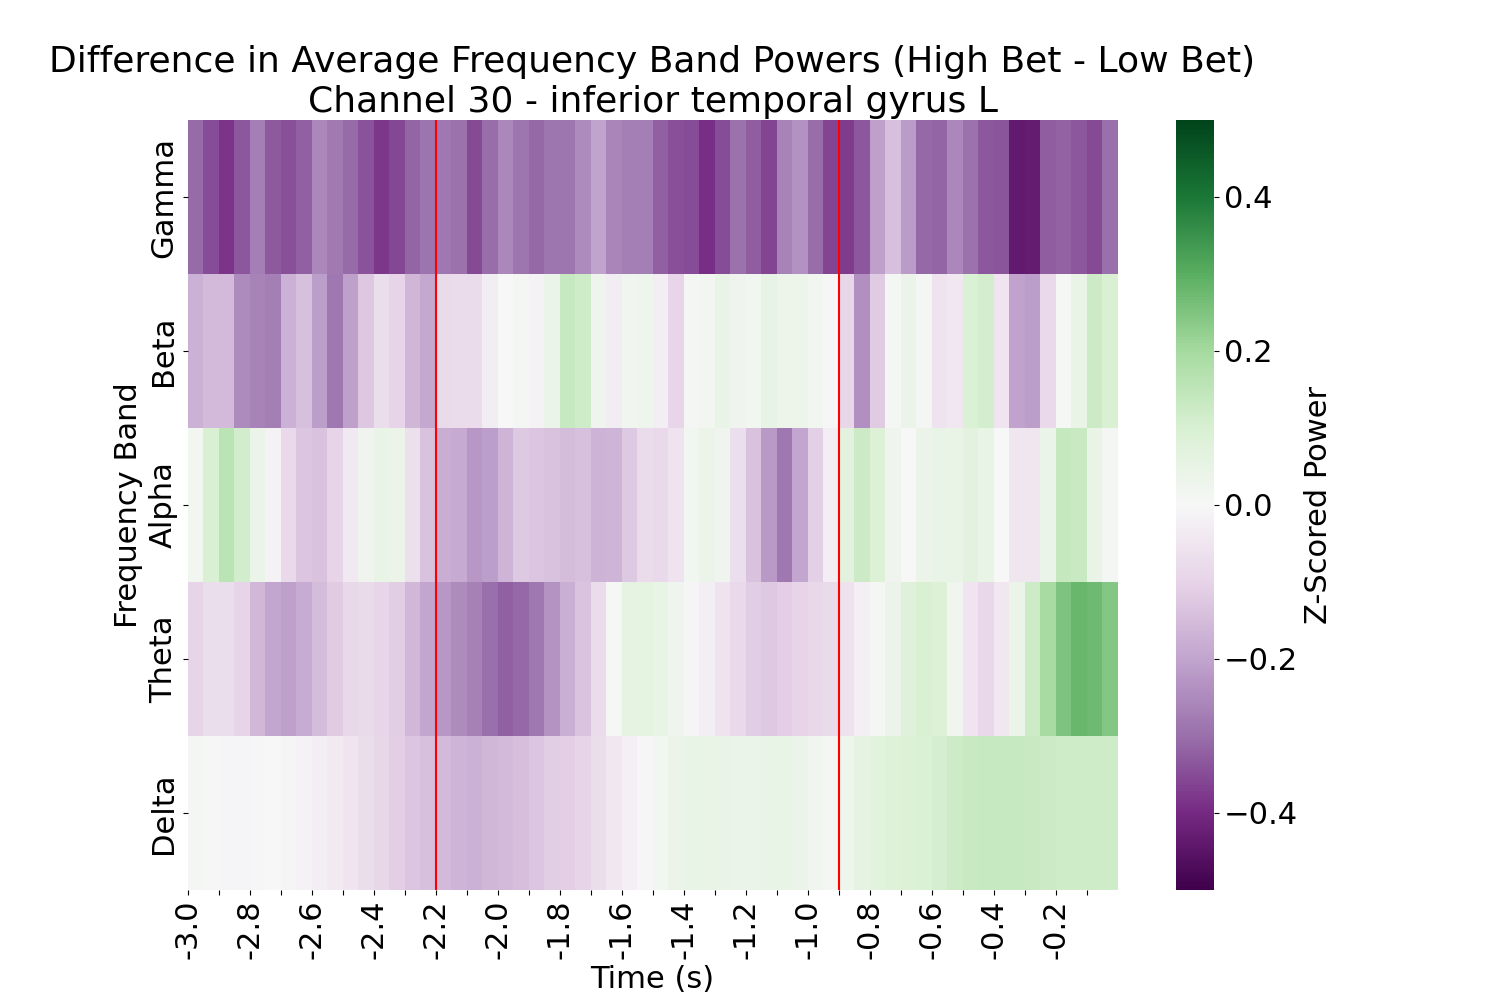 Difference in Average Frequency Band Powers (High Bet - Low Bet)
Channel 30 - inferior temporal gyrus L
Frequency Band
Gamma
Beta
Alpha
Theta
Delta
-3.0
-2.8
-2.6
-2.4
-2.2
-2.0
-1.8
-1.6
-1.4
-1.2
-1.0
-0.8
-0.6
-0.4
-0.2
Time (s)
0.4
0.2
0.0
−0.2
−0.4
Z-Scored Power